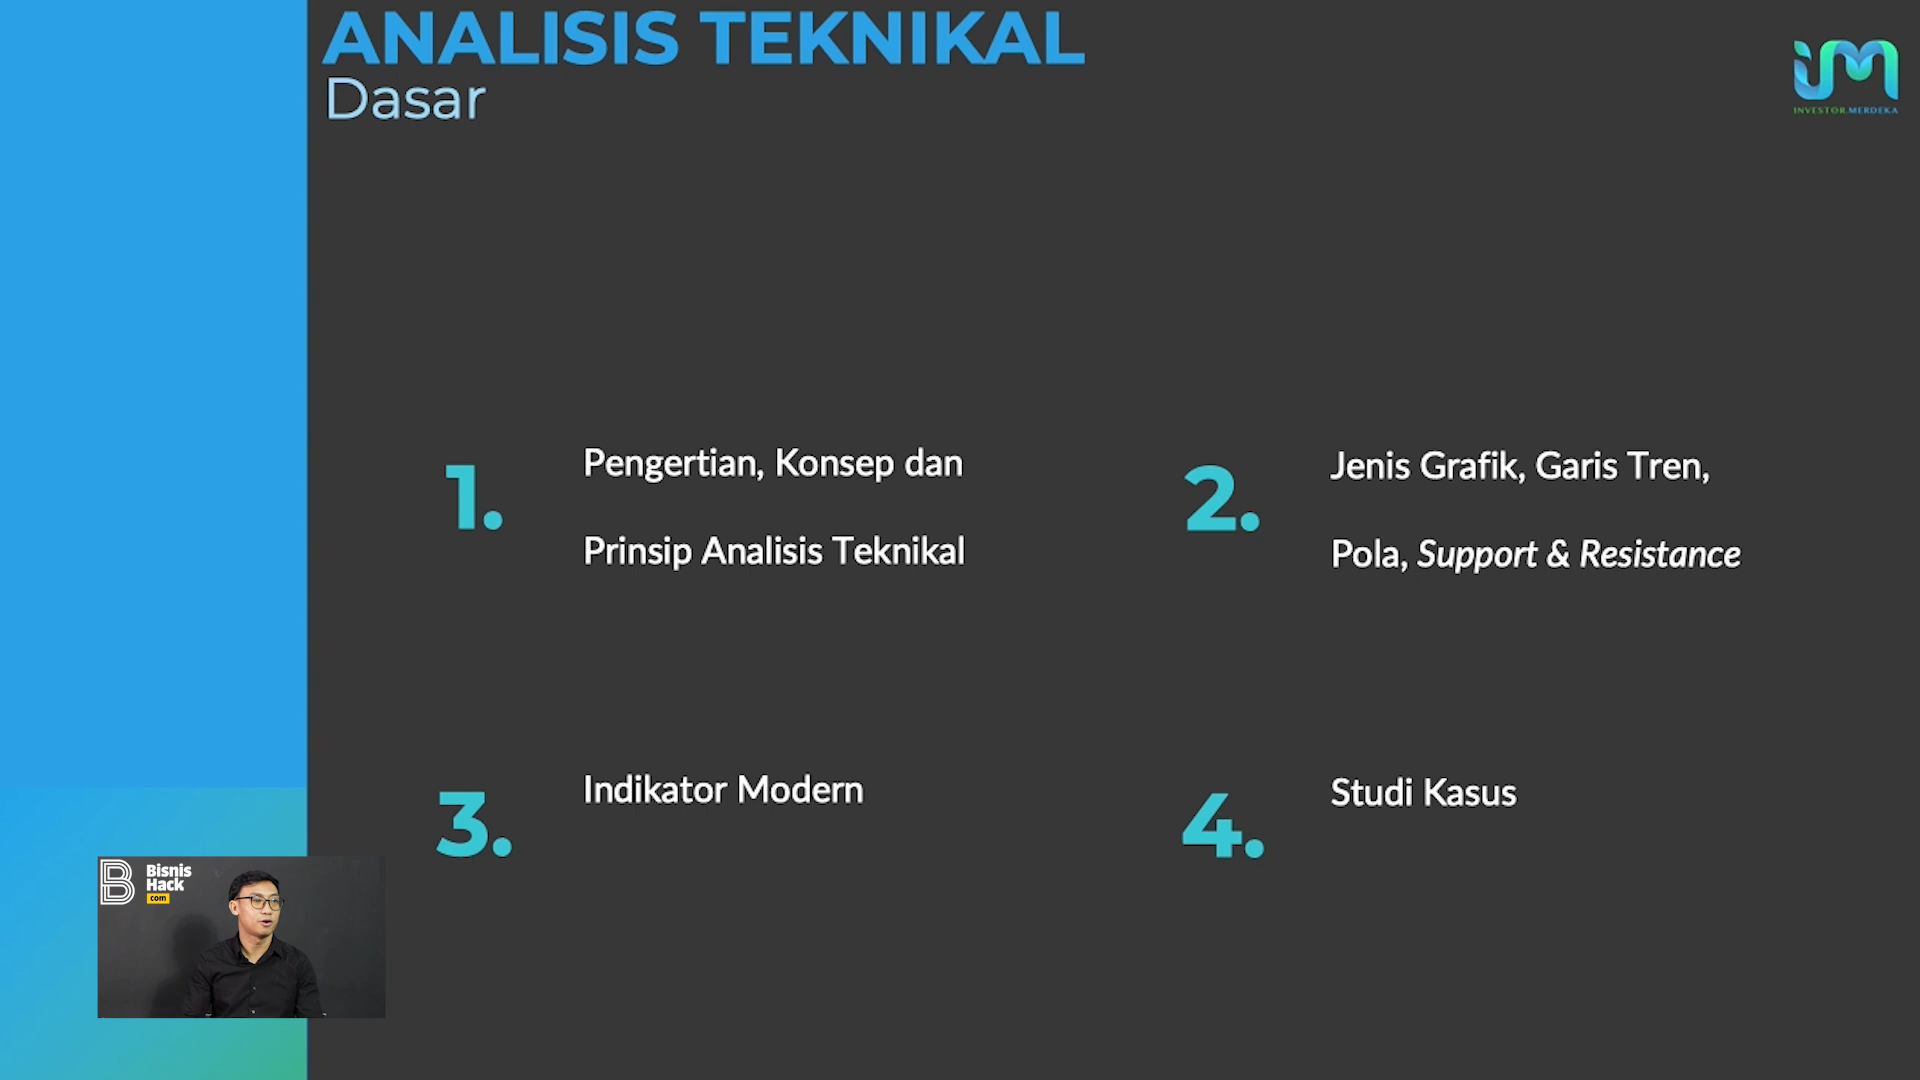 ANALISIS TEKNIKAL
Dasar
INVESTOR.MERDEKA
1.
Pengertian, Konsep dan
Prinsip Analisis Teknikal
2.
Jenis Grafik, Garis Tren,
Pola, Support & Resistance
3.
Indikator Modern
4.
Studi Kasus
B
Bisnis
Hack
com